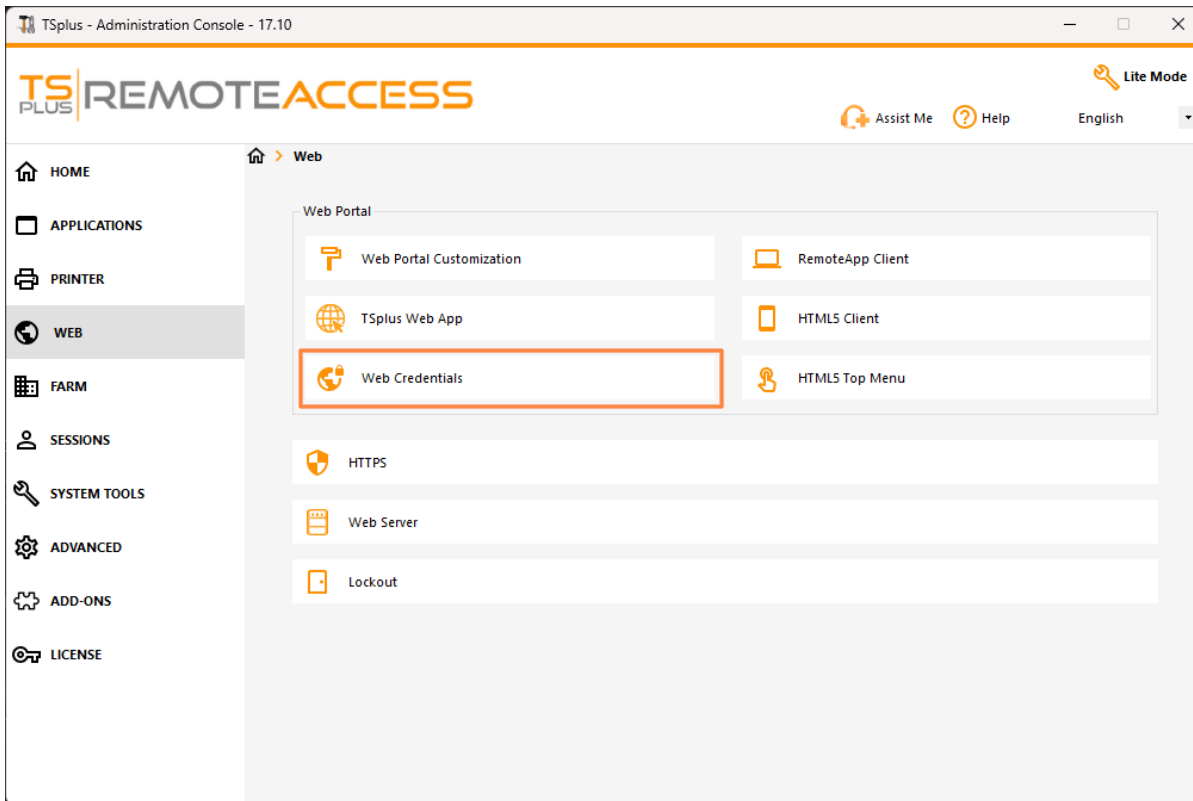 TSplus - Administration Console - 17.10
TS PLUS REMOTEACCESS
Lite Mode
Assist Me
Help
English
HOME
APPLICATIONS
PRINTER
WEB
FARM
SESSIONS
SYSTEM TOOLS
ADVANCED
ADD-ONS
LICENSE
Web
Web Portal
Web Portal Customization
RemoteApp Client
TSplus Web App
HTML5 Client
Web Credentials
HTML5 Top Menu
HTTPS
Web Server
Lockout